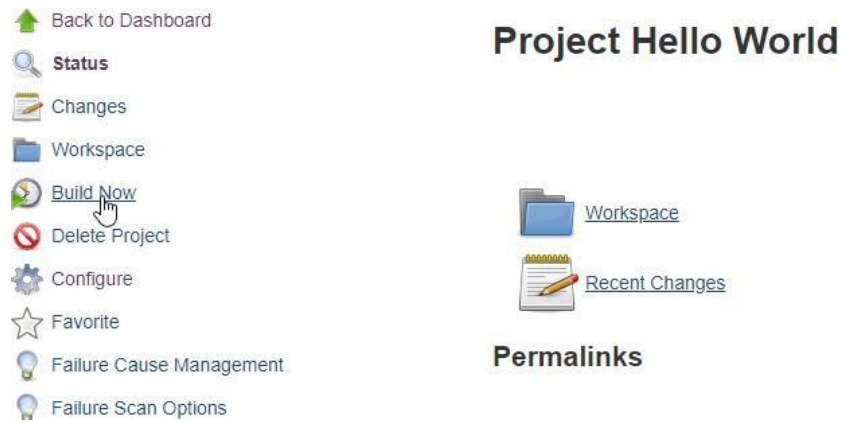 Back to Dashboard
Status
Changes
Workspace
Build Now
Delete Project
Configure
Favorite
Failure Cause Management
Failure Scan Options
Project Hello World
Workspace
Recent Changes
Permalinks